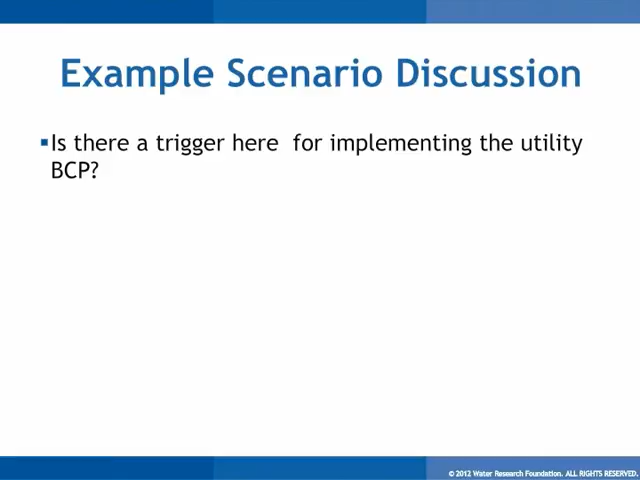 Example Scenario Discussion
▪Is there a trigger here  for implementing the utility
BCP?
© 2012 Water Research Foundation. ALL RIGHTS RESERVED.